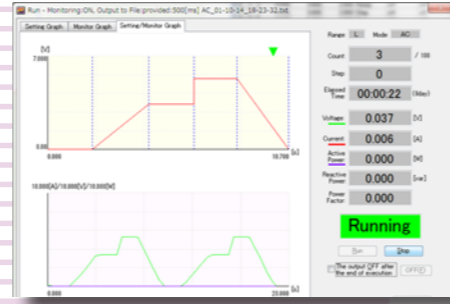 Run - Monitoring:ON, Output to File:provided:500[ms] AC_01-10-14_18-23-32.txt
Setting Graph Monitor Graph Setting/Monitor Graph
Range: L Mode: AC
[V]
7.000
Count: 3 / 100
Step: 0
Elapsed Time: 00:00:22
Voltage: 0.037 [V]
Current: 0.006 [A]
0.00
0.000 10.700 [s]
Active Power: 0.000 [W]
Reactive Power: 0.000 [var]
Power Factor: 0.000
10.000[A]/10.000[V]/10.000[W]
Running
Run Stop
The output OFF after the end of execution
OFF(F)
0.000 [s]